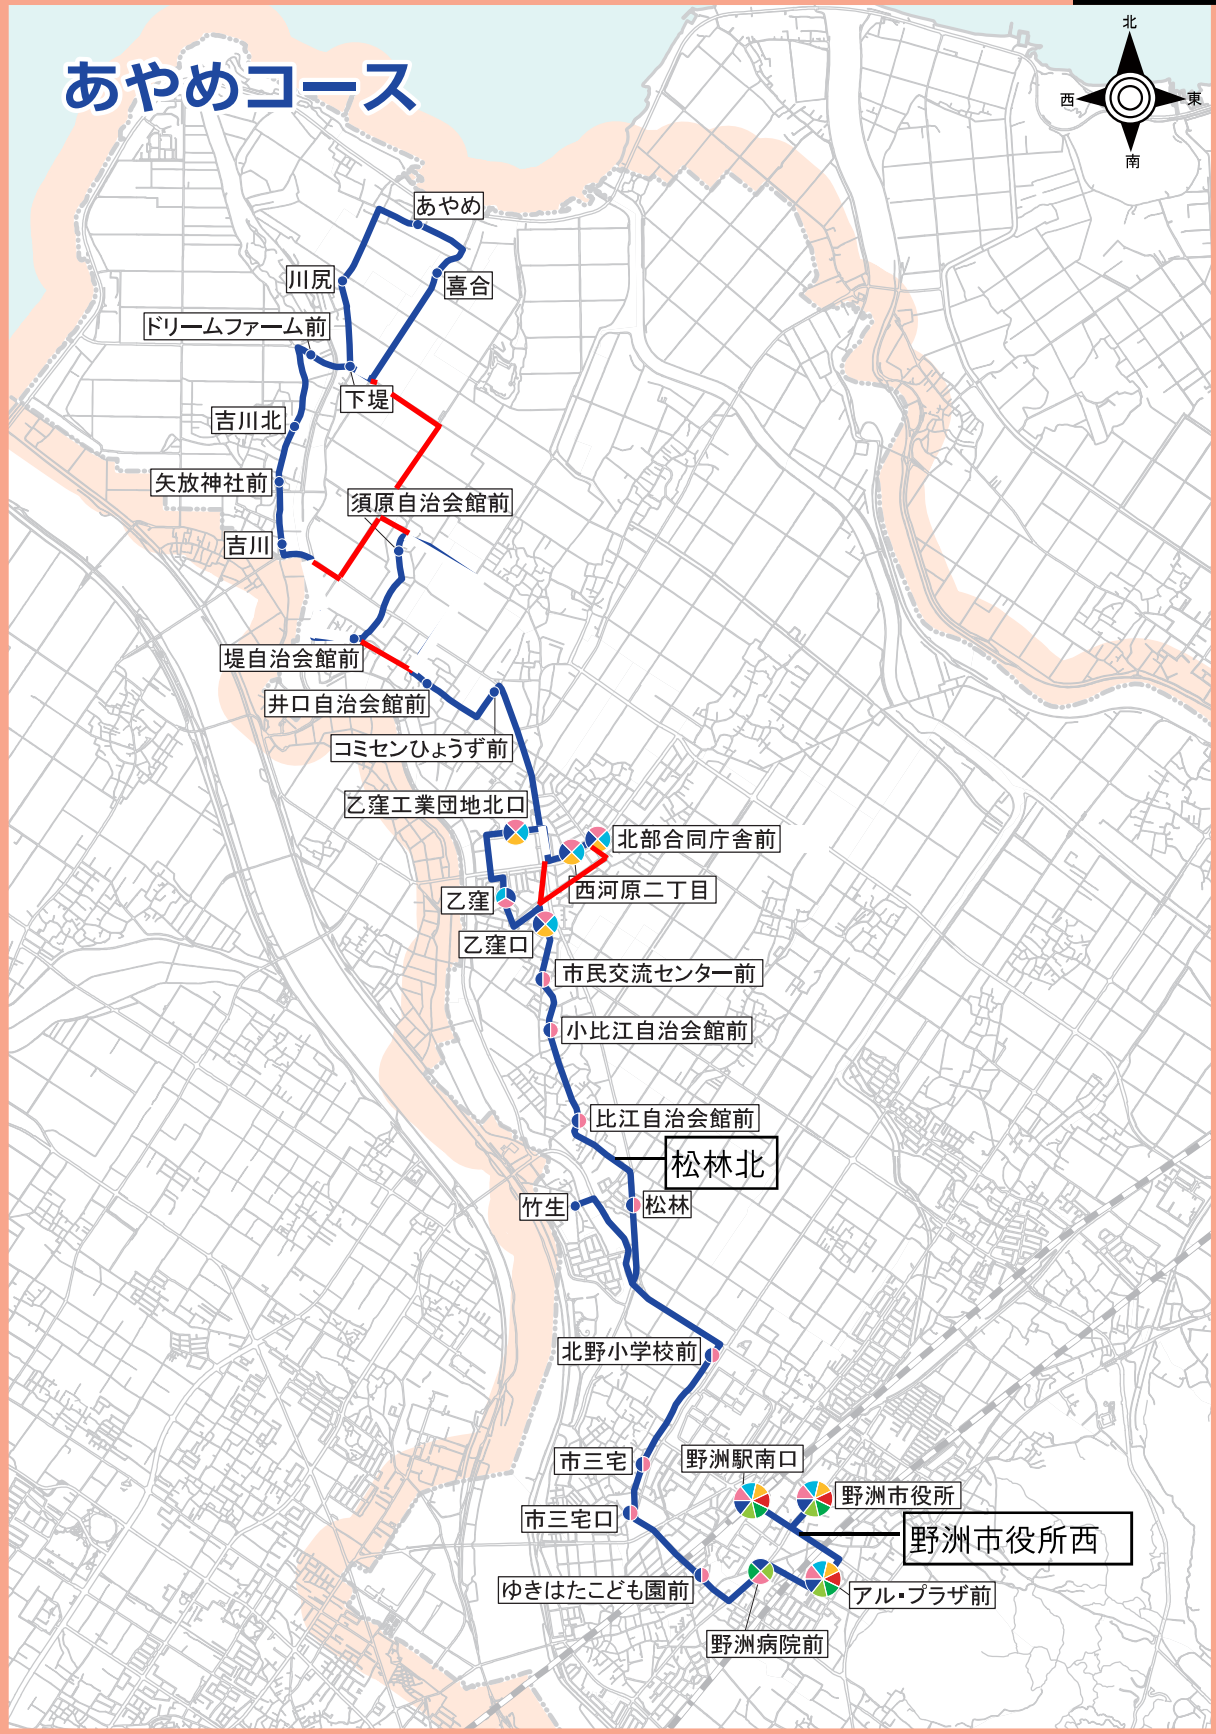 北
あやめコース
西
東
南
あやめ
川尻
喜合
ドリームファーム前
下堤
吉川北
矢放神社前
須原自治会館前
吉川
堤自治会館前
井口自治会館前
コミセンひょうず前
乙窪工業団地北口
北部合同庁舎前
西河原二丁目
乙窪
乙窪口
市民交流センター前
小比江自治会館前
比江自治会館前
松林北
竹生
松林
北野小学校前
市三宅
野洲駅南口
野洲市役所
市三宅口
野洲市役所西
ゆきはたこども園前
アル・プラザ前
野洲病院前